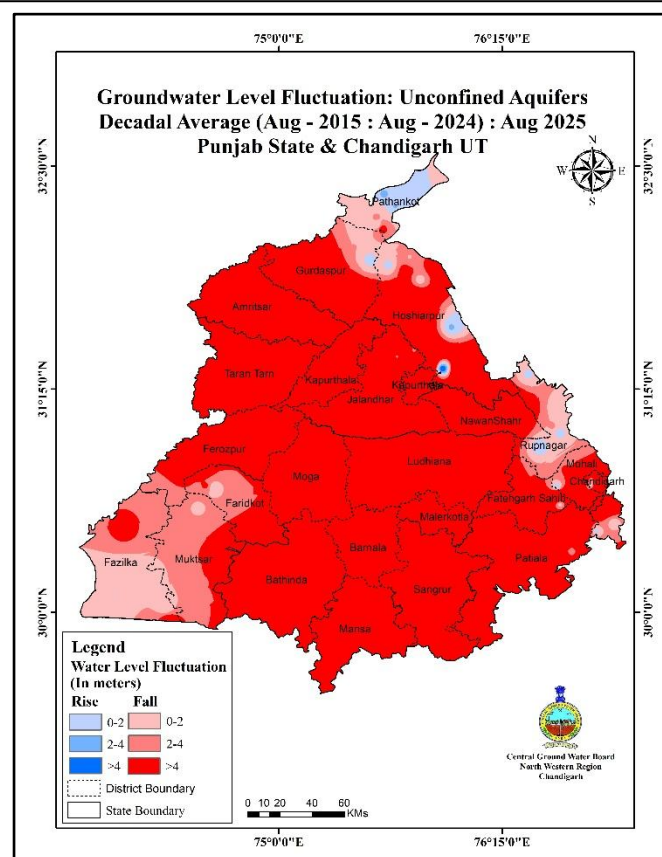 75°0'0"E
76°15'0"E
Groundwater Level Fluctuation: Unconfined Aquifers
Decadal Average (Aug - 2015 : Aug - 2024) : Aug 2025
Punjab State & Chandigarh UT
N
W E
S
32°30'0"N
32°30'0"N
Pathankot
Gurdaspur
Amritsar
Hoshiarpur
Taran Tarn
Kapurthala
Kapurthala
Jalandhar
31°15'0"N
31°15'0"N
NawanShahr
Rupnagar
Ferozpur
Moga
Ludhiana
Mohali
Chandigarh
Faridkot
Fatehgarh Sahib
Malerkotla
Fazilka
Muktsar
Barnala
Patiala
Bathinda
Sangrur
Mansa
30°0'0"N
30°0'0"N
Legend
Water Level Fluctuation
(In meters)
Rise Fall
0-2 0-2
2-4 2-4
>4 >4
District Boundary
State Boundary
0 10 20 40 60
KMs
Central Ground Water Board
North Western Region
Chandigarh
75°0'0"E
76°15'0"E